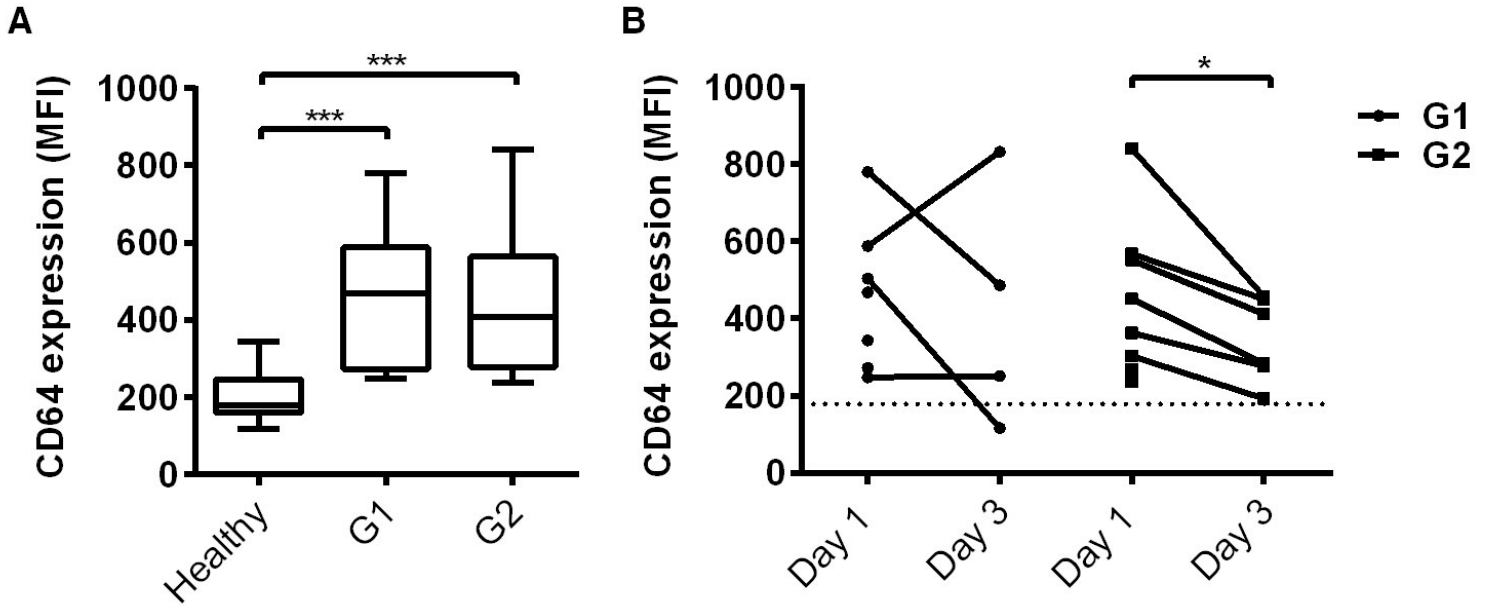 A
CD64 expression (MFI)
1000
800
600
400
200
0
***
***
Healthy
G1
G2
B
CD64 expression (MFI)
1000
800
600
400
200
0
*
Day 1
Day 3
Day 1
Day 3
G1
G2